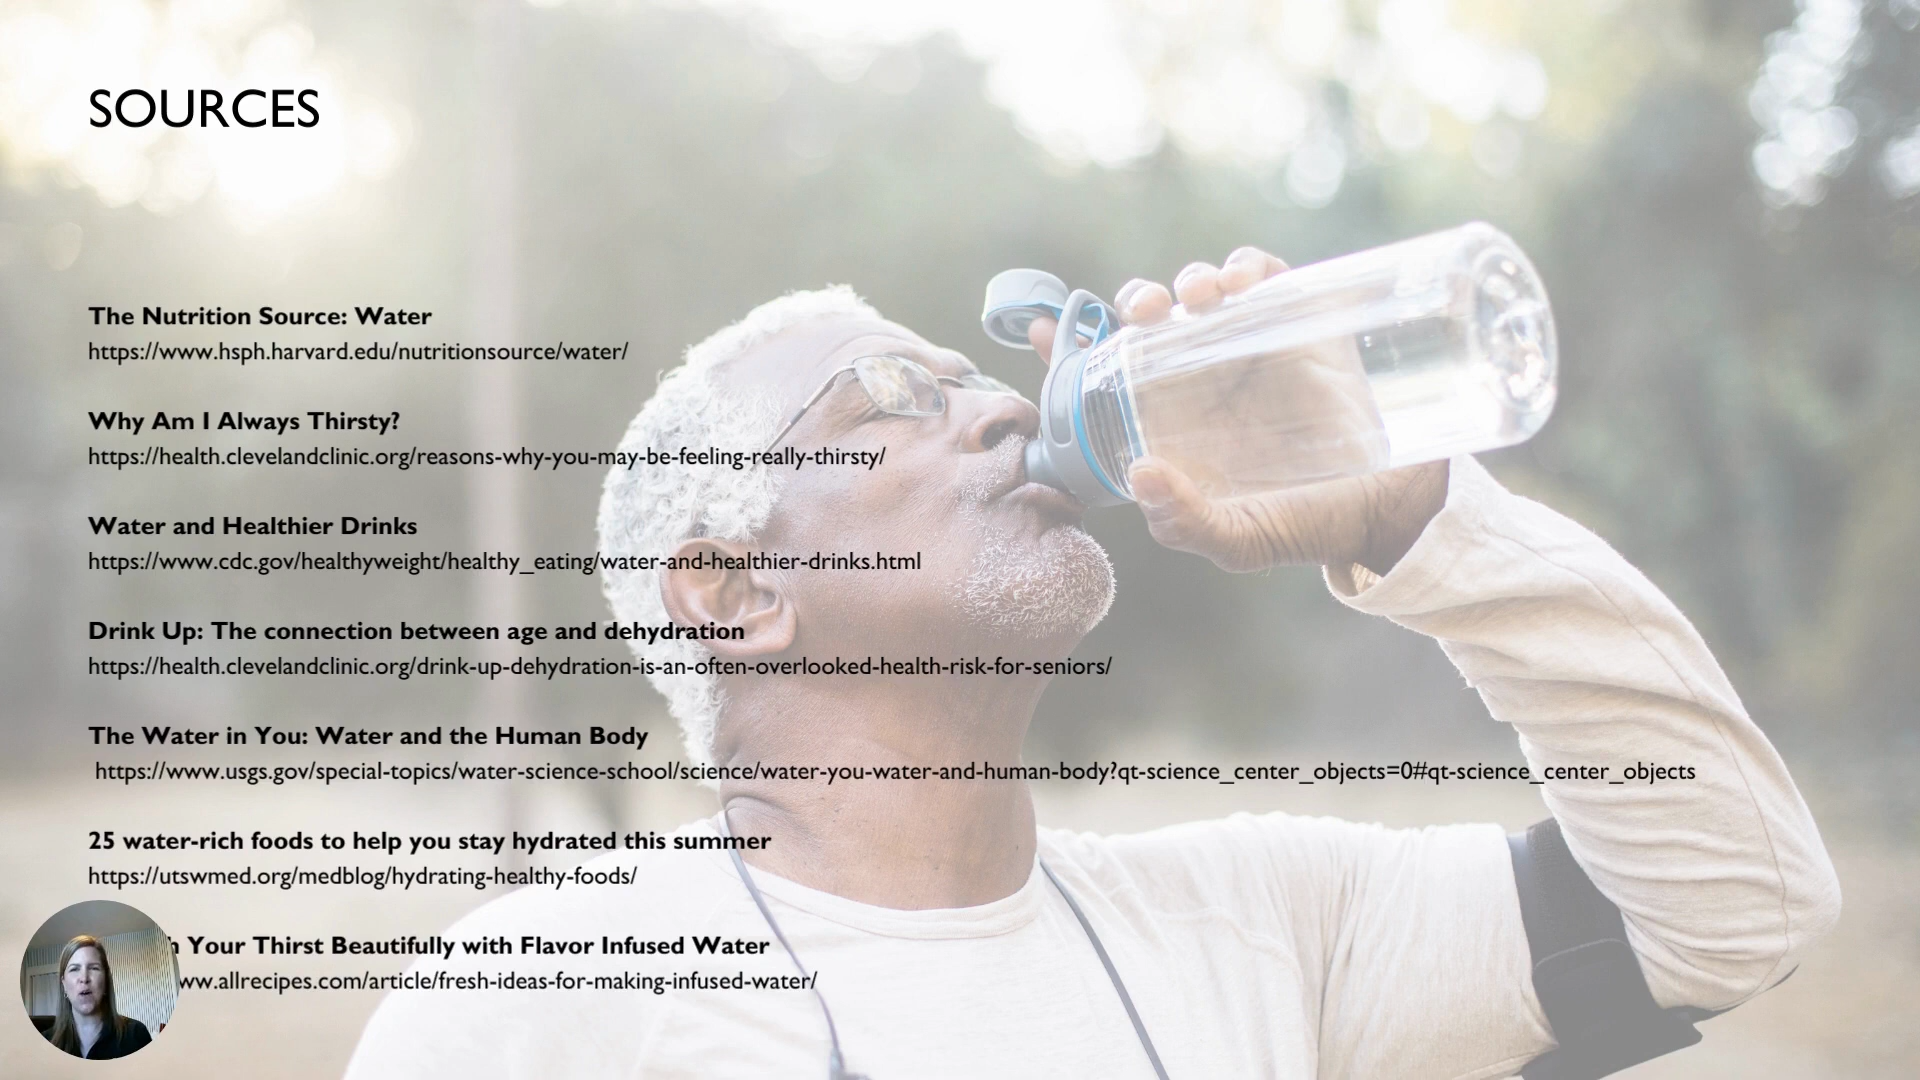 SOURCES
The Nutrition Source: Water
https://www.hsph.harvard.edu/nutritionsource/water/
Why Am I Always Thirsty?
https://health.clevelandclinic.org/reasons-why-you-may-be-feeling-really-thirsty/
Water and Healthier Drinks
https://www.cdc.gov/healthyweight/healthy_eating/water-and-healthier-drinks.html
Drink Up: The connection between age and dehydration
https://health.clevelandclinic.org/drink-up-dehydration-is-an-often-overlooked-health-risk-for-seniors/
The Water in You: Water and the Human Body
https://www.usgs.gov/special-topics/water-science-school/science/water-you-water-and-human-body?qt-science_center_objects=0#qt-science_center_objects
25 water-rich foods to help you stay hydrated this summer
https://utswmed.org/medblog/hydrating-healthy-foods/
Your Thirst Beautifully with Flavor Infused Water
ww.allrecipes.com/article/fresh-ideas-for-making-infused-water/